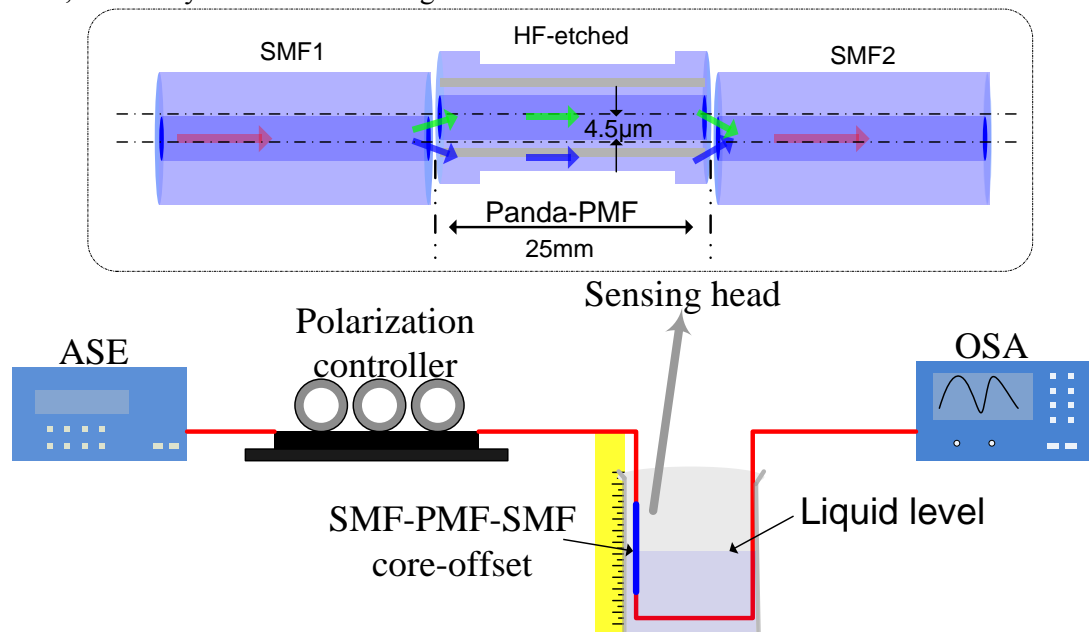 SMF1
HF-etched
SMF2
4.5μm
Panda-PMF
25mm
Sensing head
Polarization
controller
ASE
OSA
SMF-PMF-SMF
core-offset
Liquid level